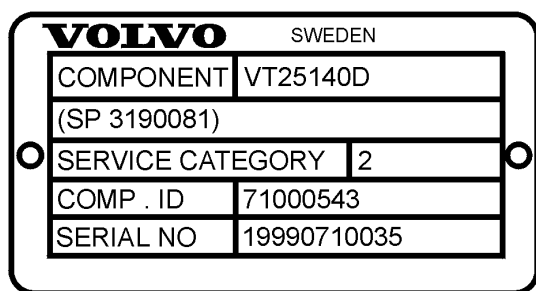 VOLVO SWEDEN
COMPONENT VT25140D
(SP 3190081)
SERVICE CATEGORY 2
COMP . ID 71000543
SERIAL NO 19990710035